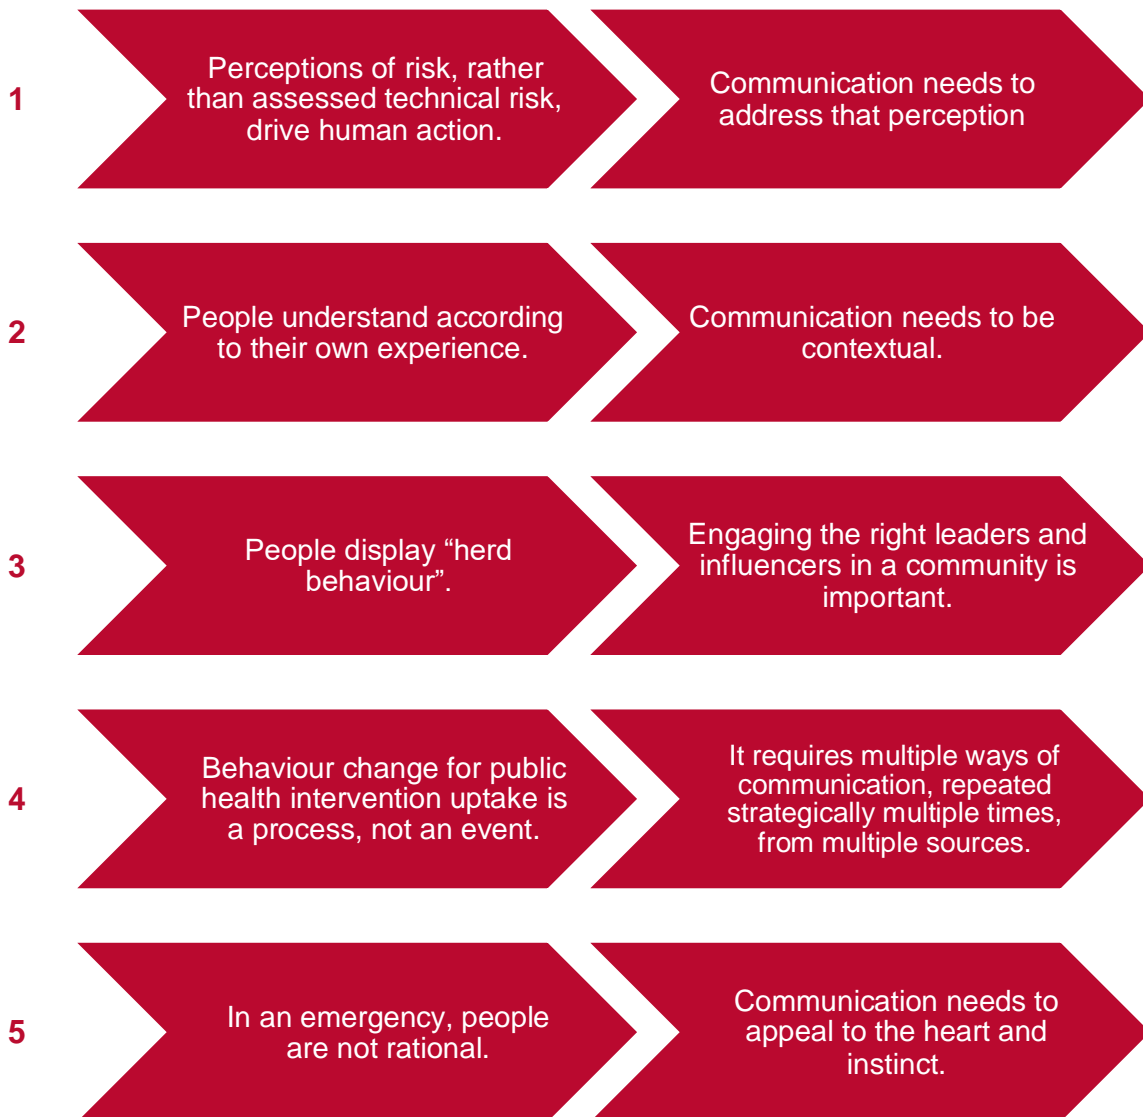 1
Perceptions of risk, rather
than assessed technical risk,
drive human action.
Communication needs to
address that perception
2
People understand according
to their own experience.
Communication needs to be
contextual.
3
People display “herd
behaviour”.
Engaging the right leaders and
influencers in a community is
important.
4
Behaviour change for public
health intervention uptake is
a process, not an event.
It requires multiple ways of
communication, repeated
strategically multiple times,
from multiple sources.
5
In an emergency, people
are not rational.
Communication needs to
appeal to the heart and
instinct.